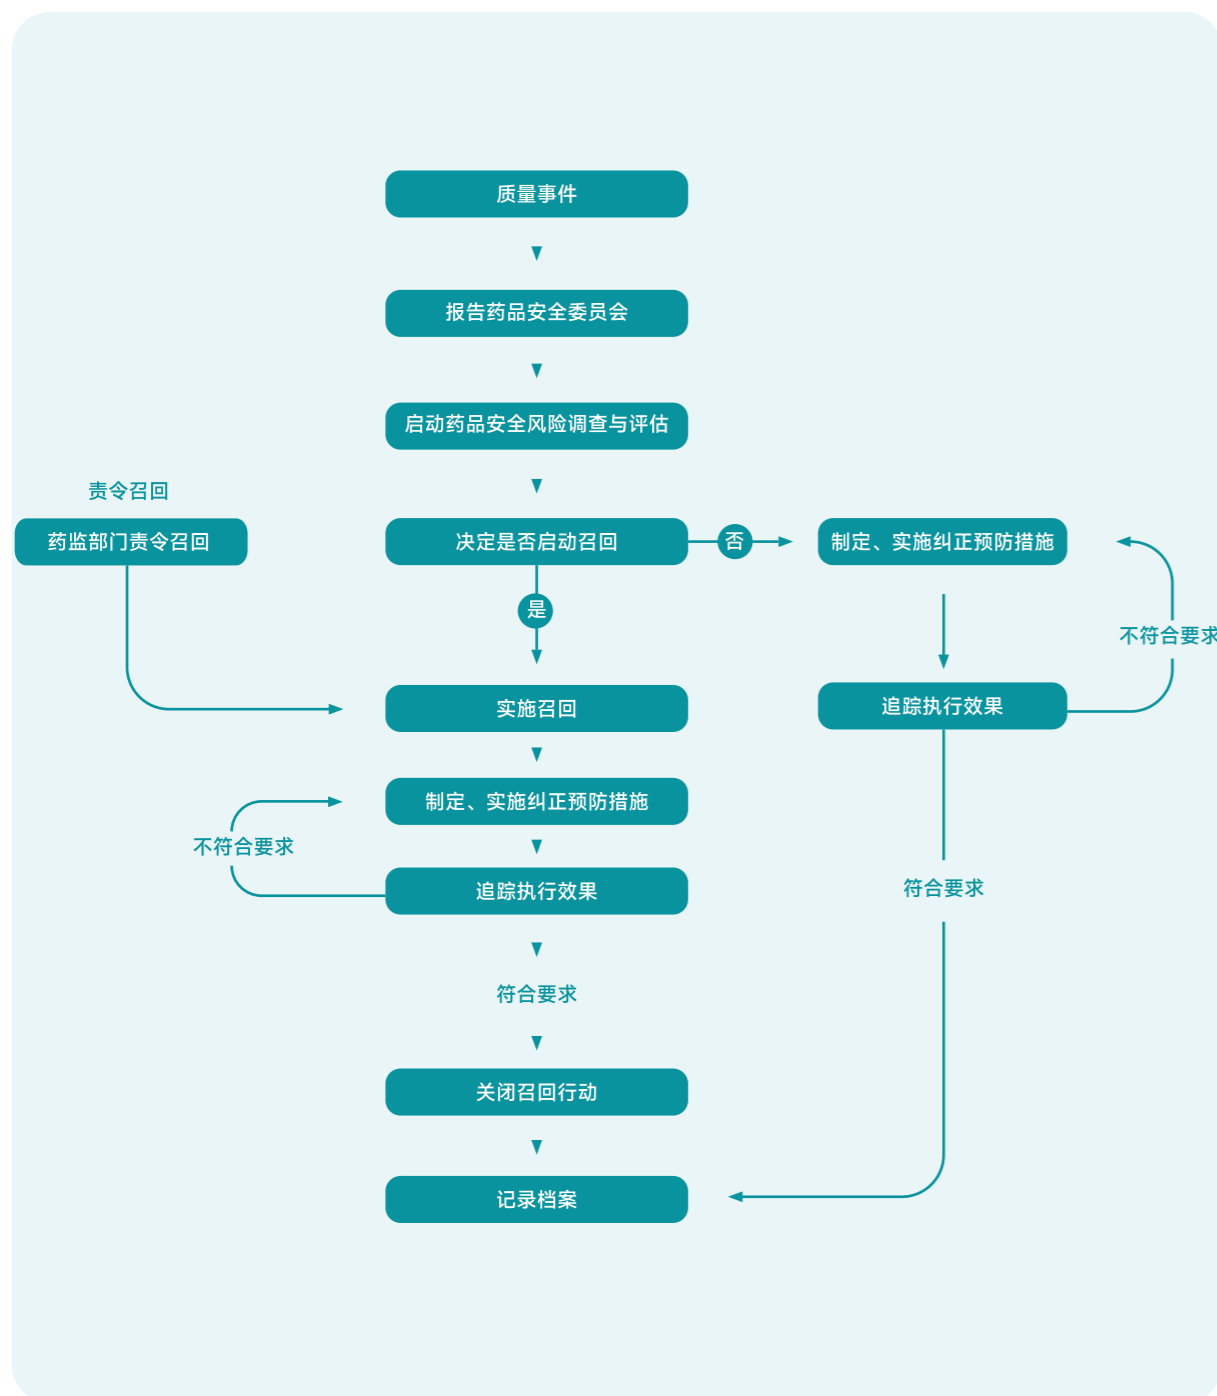 质量事件
报告药品安全委员会
启动药品安全风险调查与评估
责令召回
药监部门责令召回
决定是否启动召回
否
制定、实施纠正预防措施
是
不符合要求
实施召回
追踪执行效果
制定、实施纠正预防措施
不符合要求
追踪执行效果
符合要求
符合要求
关闭召回行动
记录档案